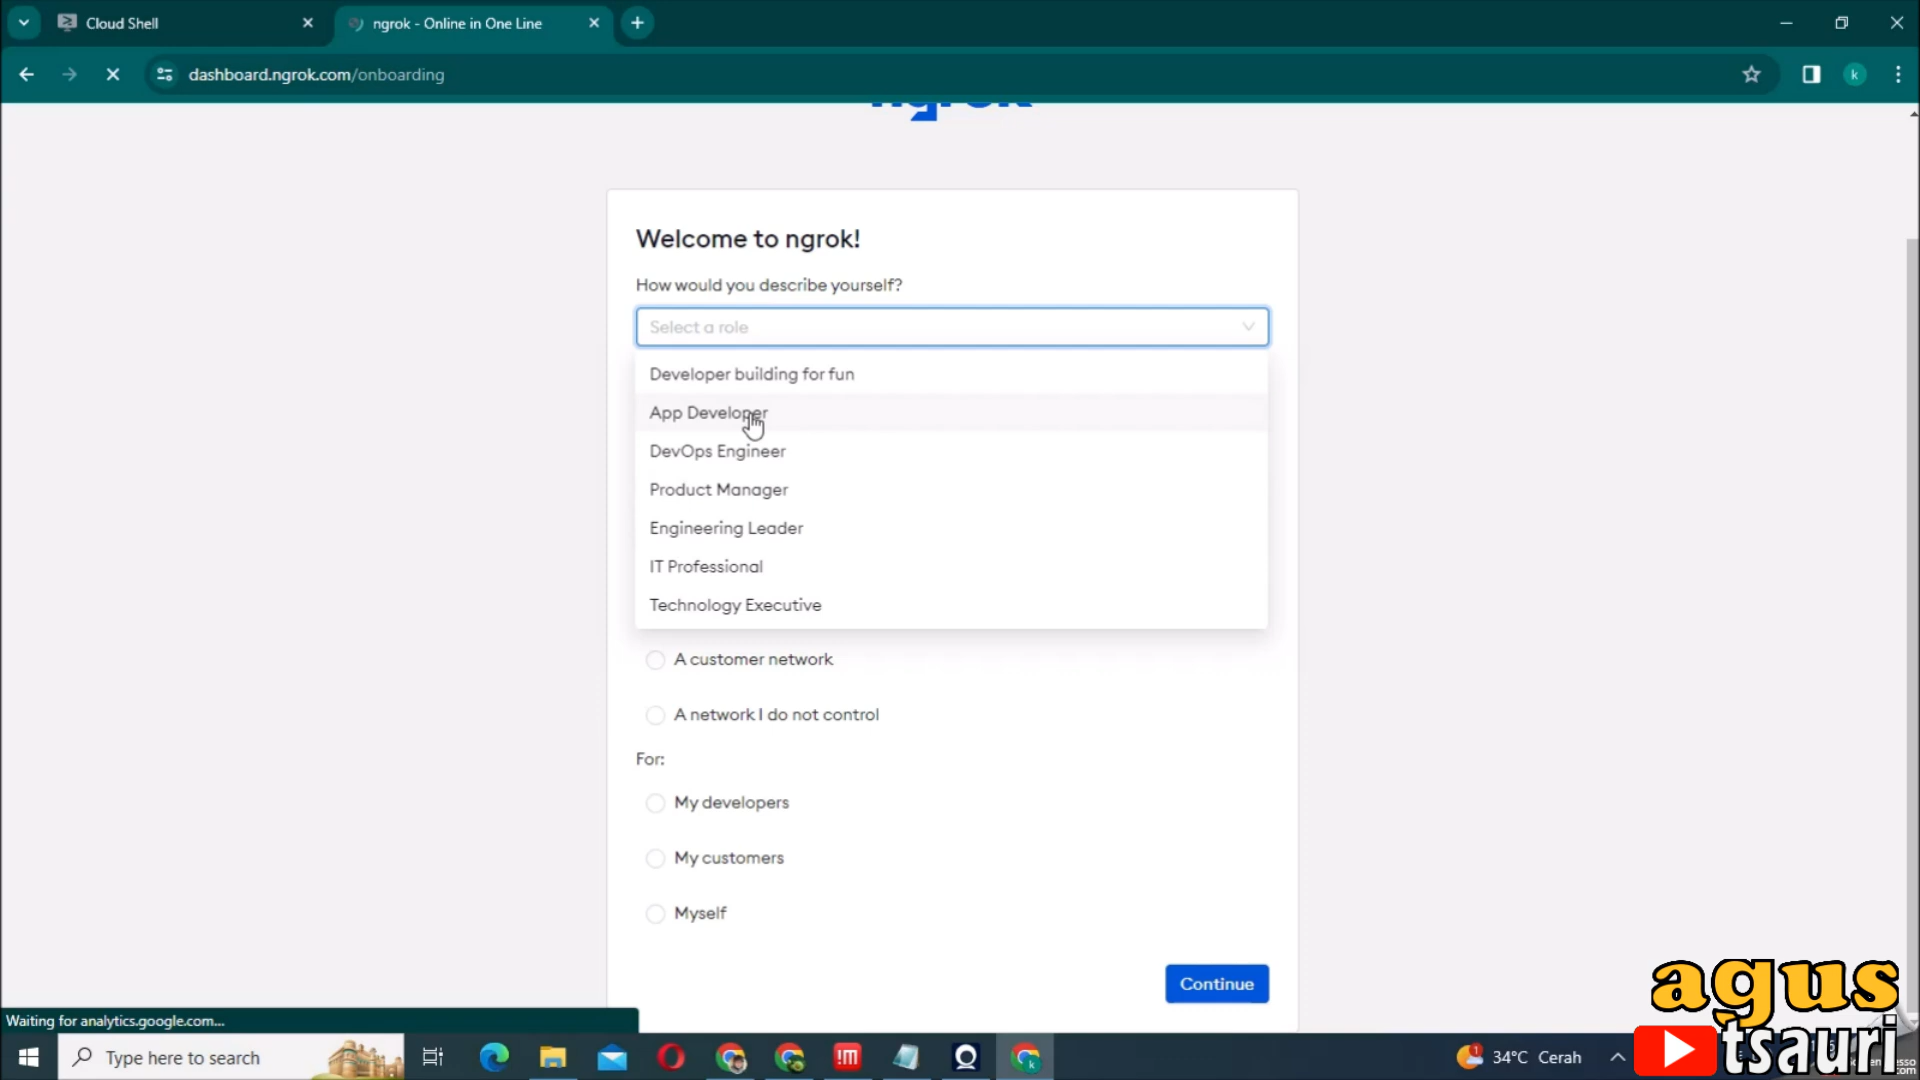 Cloud Shell
ngrok - Online in One Line
dashboard.ngrok.com/onboarding
k
ngrok
Welcome to ngrok!
How would you describe yourself?
Select a role
Developer building for fun
App Developer
DevOps Engineer
Product Manager
Engineering Leader
IT Professional
Technology Executive
A customer network
A network I do not control
For:
My developers
My customers
Myself
Continue
Waiting for analytics.google.com...
Type here to search
!M
k
1
34°C Cerah
agus
tsauri